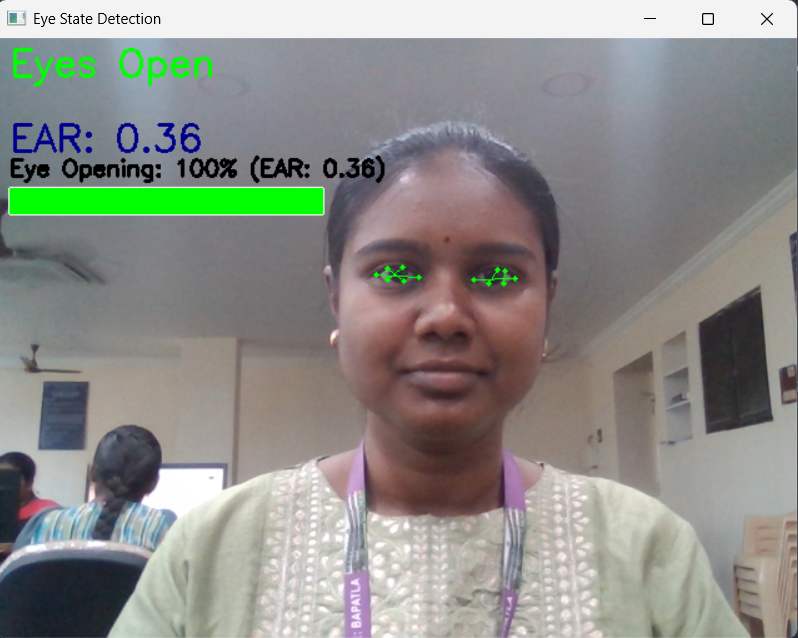 Eye State Detection
Eyes Open
EAR: 0.36
Eye Opening: 100% (EAR: 0.36)
: BAPATLA